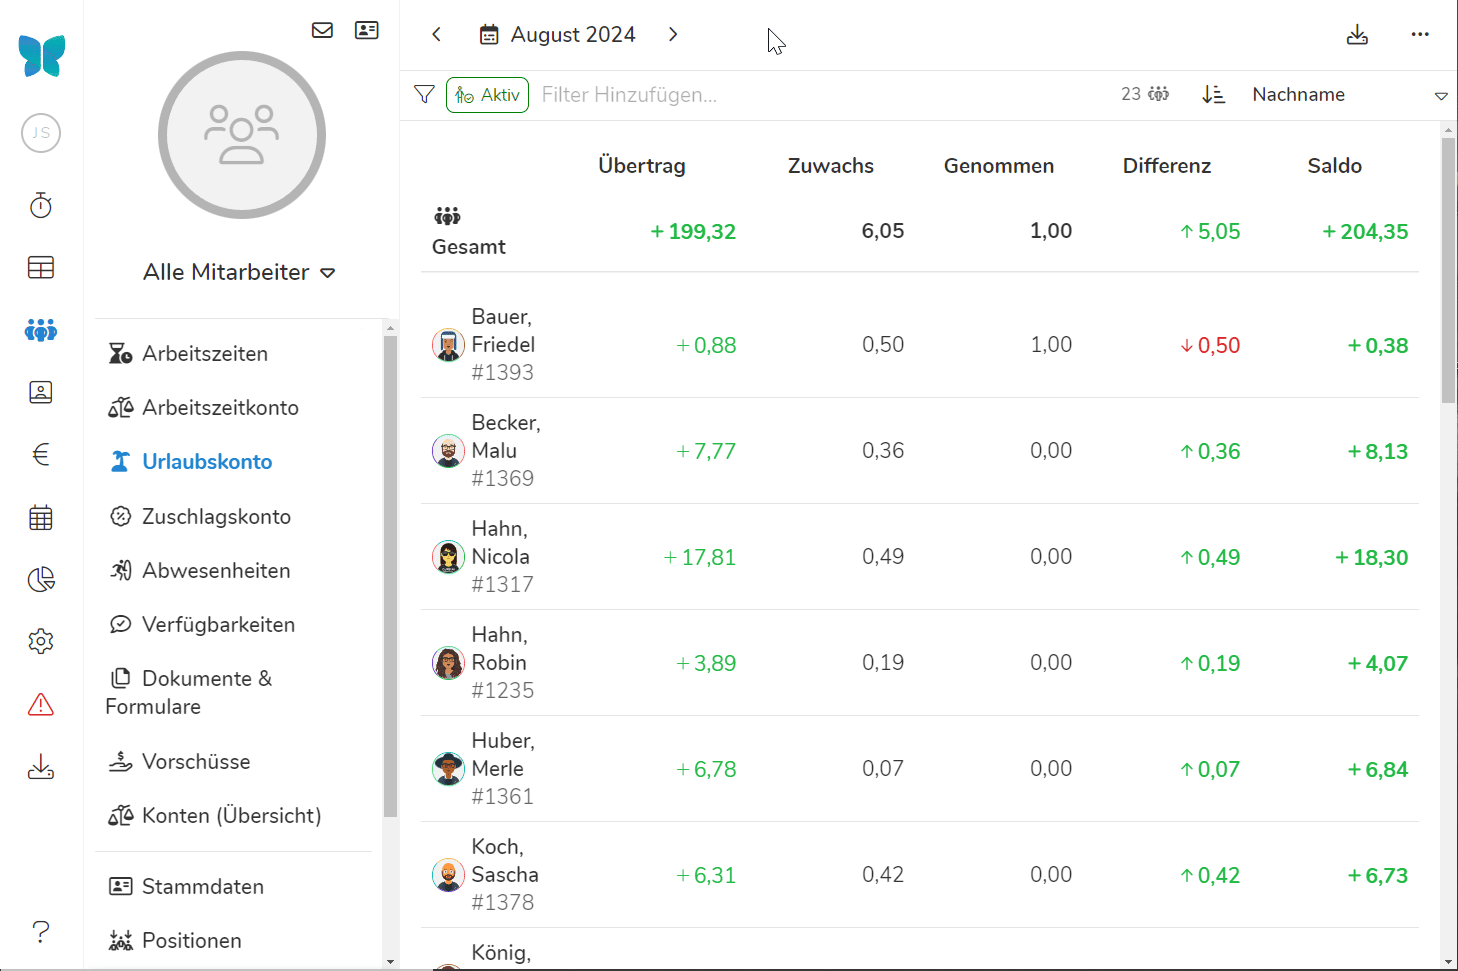 JS
Alle Mitarbeiter
Arbeitszeiten
Arbeitszeitkonto
Urlaubskonto
Zuschlagskonto
Abwesenheiten
Verfügbarkeiten
Dokumente &
Formulare
Vorschüsse
Konten (Übersicht)
Stammdaten
Positionen
August 2024
Aktiv Filter Hinzufügen... 23 Nachname
Übertrag Zuwachs Genommen Differenz Saldo
Gesamt +199,32 6,05 1,00 ↑5,05 +204,35
Bauer,
Friedel +0,88 0,50 1,00 ↓0,50 +0,38
#1393
Becker,
Malu +7,77 0,36 0,00 ↑0,36 +8,13
#1369
Hahn,
Nicola +17,81 0,49 0,00 ↑0,49 +18,30
#1317
Hahn,
Robin +3,89 0,19 0,00 ↑0,19 +4,07
#1235
Huber,
Merle +6,78 0,07 0,00 ↑0,07 +6,84
#1361
Koch,
Sascha +6,31 0,42 0,00 ↑0,42 +6,73
#1378
König,